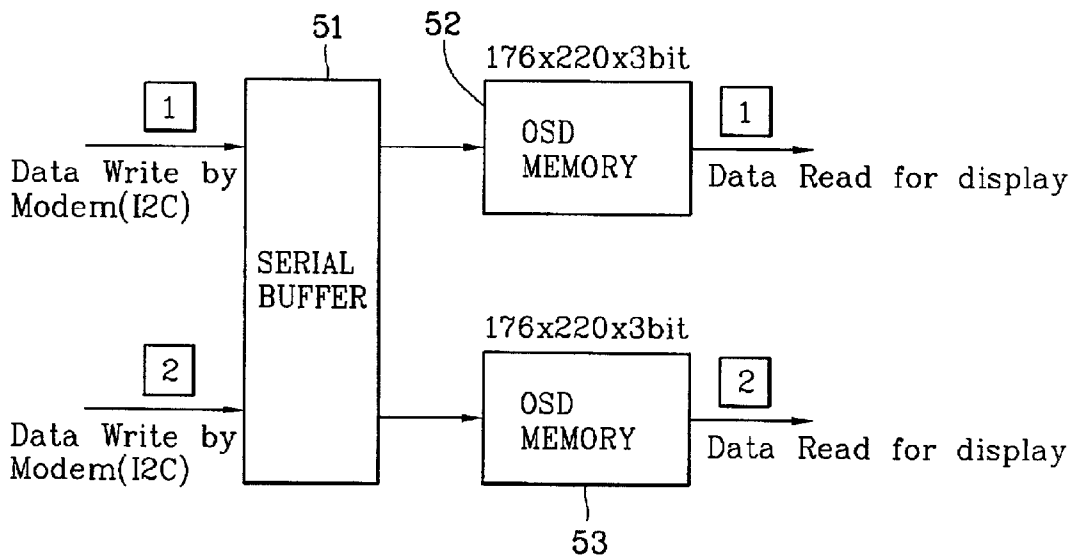 51
52
176x220x3bit
1
Data Write by
Modem(I2C)
OSD
MEMORY
1
Data Read for display
SERIAL
BUFFER
2
Data Write by
Modem(I2C)
176x220x3bit
OSD
MEMORY
2
Data Read for display
53